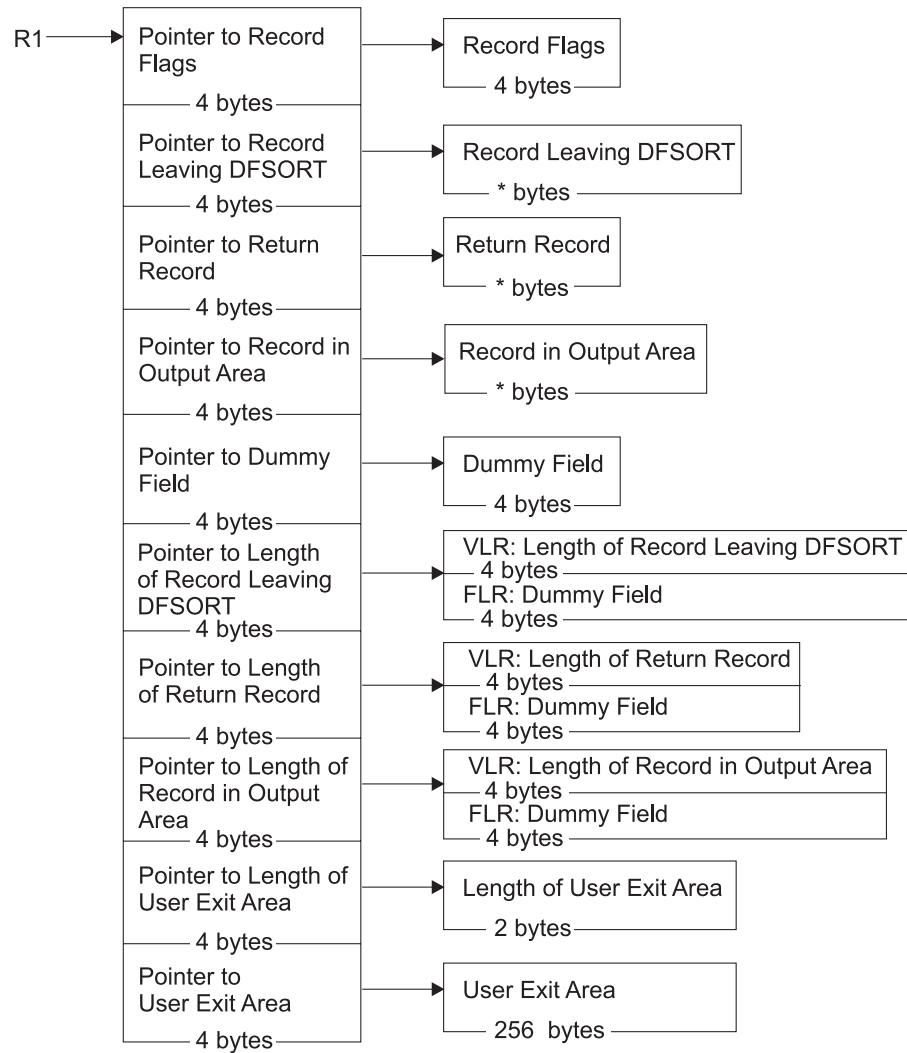 R1
Pointer to Record
Flags
4 bytes
Record Flags
4 bytes
Pointer to Record
Leaving DFSORT
4 bytes
Record Leaving DFSORT
* bytes
Pointer to Return
Record
4 bytes
Return Record
* bytes
Pointer to Record in
Output Area
4 bytes
Record in Output Area
* bytes
Pointer to Dummy
Field
4 bytes
Dummy Field
4 bytes
Pointer to Length
of Record Leaving
DFSORT
4 bytes
VLR: Length of Record Leaving DFSORT
4 bytes
FLR: Dummy Field
4 bytes
Pointer to Length
of Return Record
4 bytes
VLR: Length of Return Record
4 bytes
FLR: Dummy Field
4 bytes
Pointer to Length of
Record in Output
Area
4 bytes
VLR: Length of Record in Output Area
4 bytes
FLR: Dummy Field
4 bytes
Pointer to Length of
User Exit Area
4 bytes
Length of User Exit Area
2 bytes
Pointer to
User Exit Area
4 bytes
User Exit Area
256 bytes